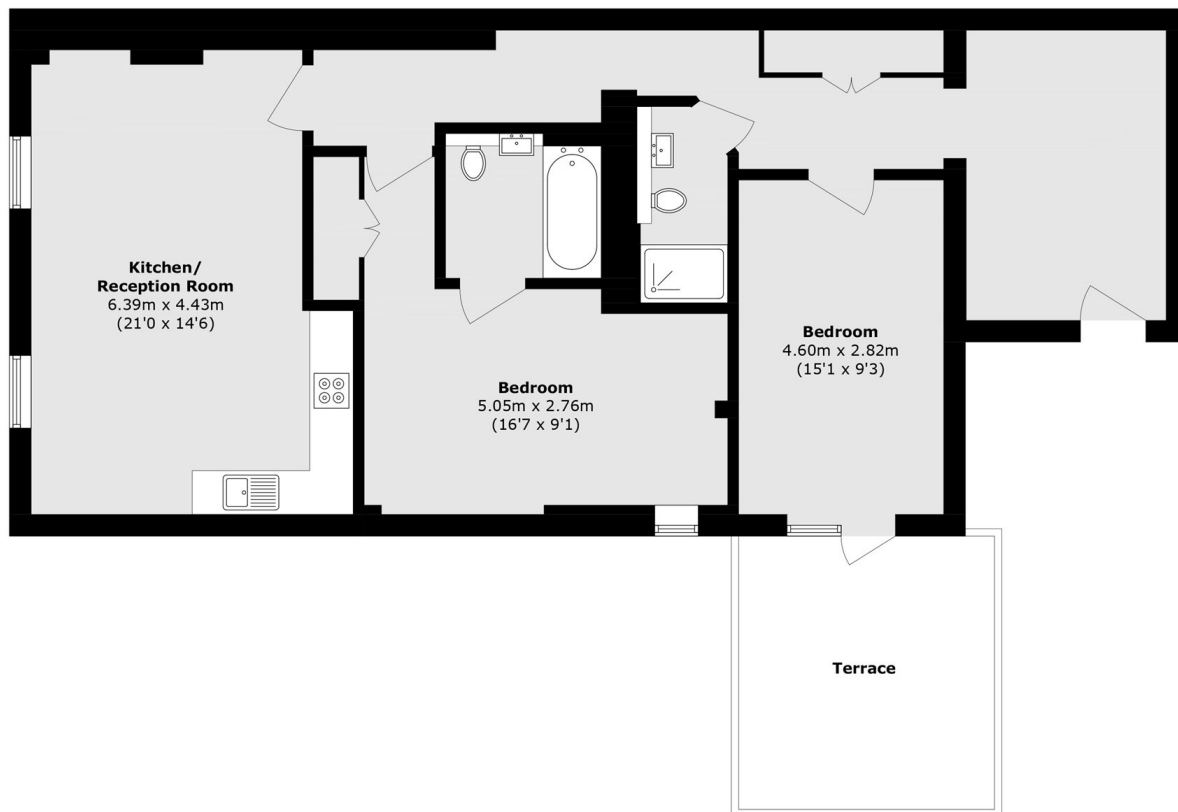 Kitchen/
Reception Room
6.39m x 4.43m
(21'0 x 14'6)
Bedroom
5.05m x 2.76m
(16'7 x 9'1)
Bedroom
4.60m x 2.82m
(15'1 x 9'3)
Terrace